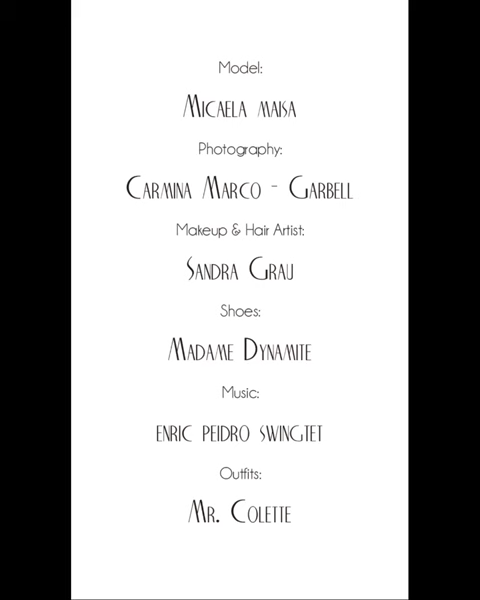 Model:
Micaela maisa
Photography:
Carmina Marco - Garbell
Makeup & Hair Artist:
Sandra Grau
Shoes:
Madame Dynamite
Music:
ENRIC PEIDRO SWINGTET
Outfits:
Mr. Colette